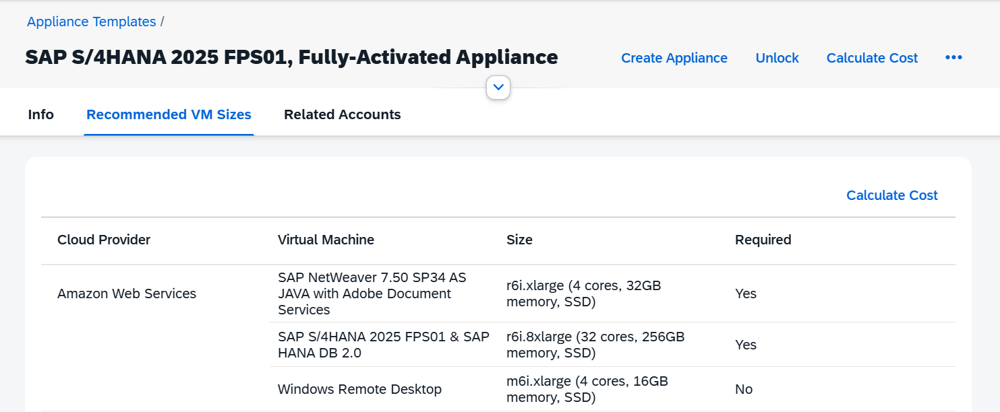 Appliance Templates /
SAP S/4HANA 2025 FPS01, Fully-Activated Appliance
Create Appliance
Unlock
Calculate Cost
•••
Info
Recommended VM Sizes
Related Accounts
Calculate Cost
Cloud Provider
Virtual Machine
Size
Required
Amazon Web Services
SAP NetWeaver 7.50 SP34 AS
JAVA with Adobe Document
Services
r6i.xlarge (4 cores, 32GB
memory, SSD)
Yes
SAP S/4HANA 2025 FPS01 & SAP
HANA DB 2.0
r6i.8xlarge (32 cores, 256GB
memory, SSD)
Yes
Windows Remote Desktop
m6i.xlarge (4 cores, 16GB
memory, SSD)
No